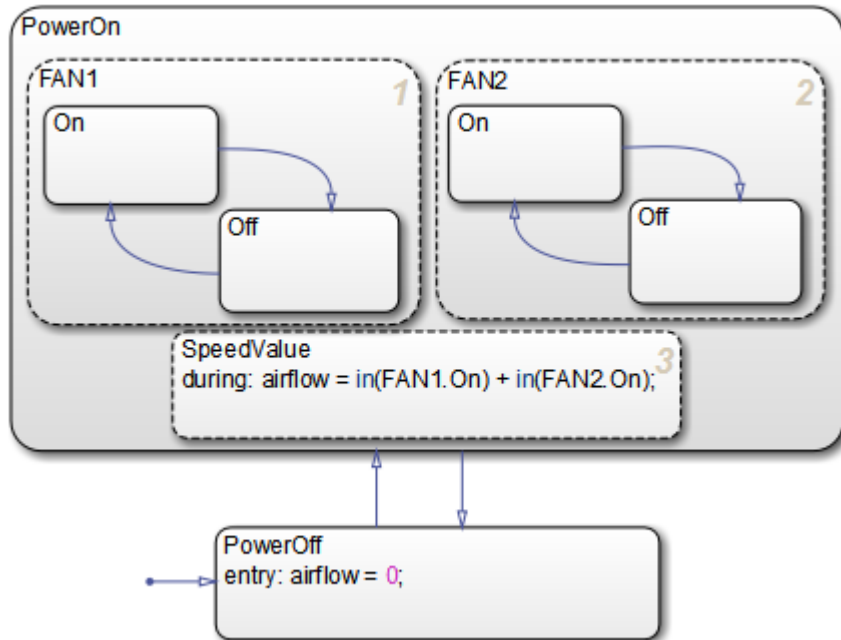 PowerOn
FAN1
1
On
Off
FAN2
2
On
Off
SpeedValue
3
during: airflow = in(FAN1.On) + in(FAN2.On);
PowerOff
entry: airflow = 0;